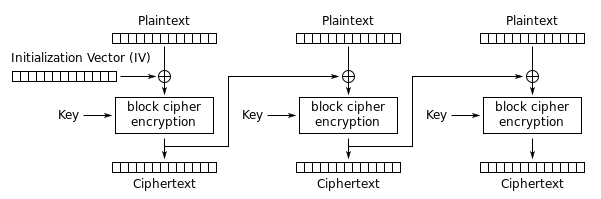 Plaintext
Plaintext
Plaintext
Initialization Vector (IV)
Key
block cipher
encryption
Key
block cipher
encryption
Key
block cipher
encryption
Ciphertext
Ciphertext
Ciphertext